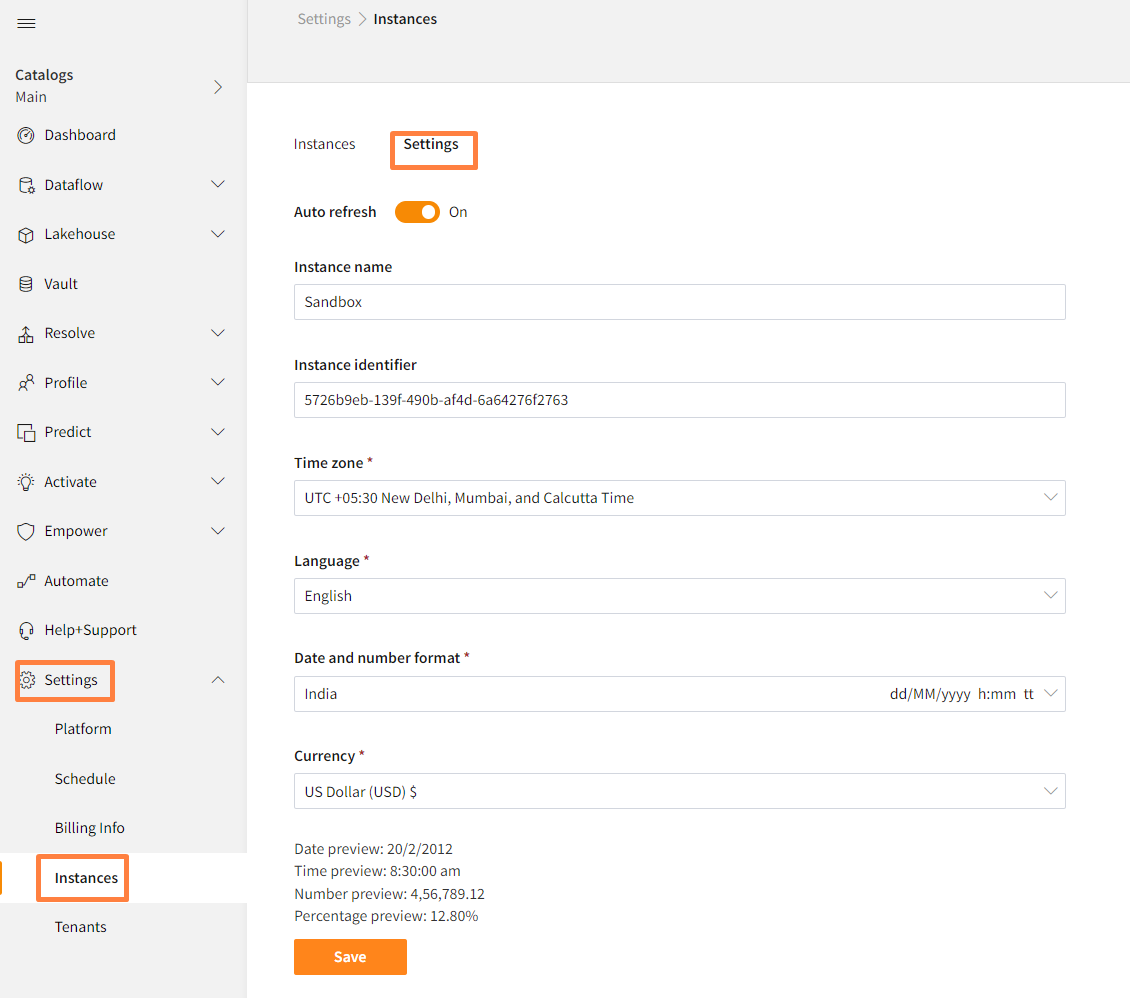 Catalogs
Main
Dashboard
Dataflow
Lakehouse
Vault
Resolve
Profile
Predict
Activate
Empower
Automate
Help+Support
Settings
Platform
Schedule
Billing Info
Instances
Tenants
Settings > Instances
Instances Settings
Auto refresh On
Instance name
Sandbox
Instance identifier
5726b9eb-139f-490b-af4d-6a64276f2763
Time zone *
UTC +05:30 New Delhi, Mumbai, and Calcutta Time
Language *
English
Date and number format *
India dd/MM/yyyy h:mm tt
Currency *
US Dollar (USD) $
Date preview: 20/2/2012
Time preview: 8:30:00 am
Number preview: 4,56,789.12
Percentage preview: 12.80%
Save